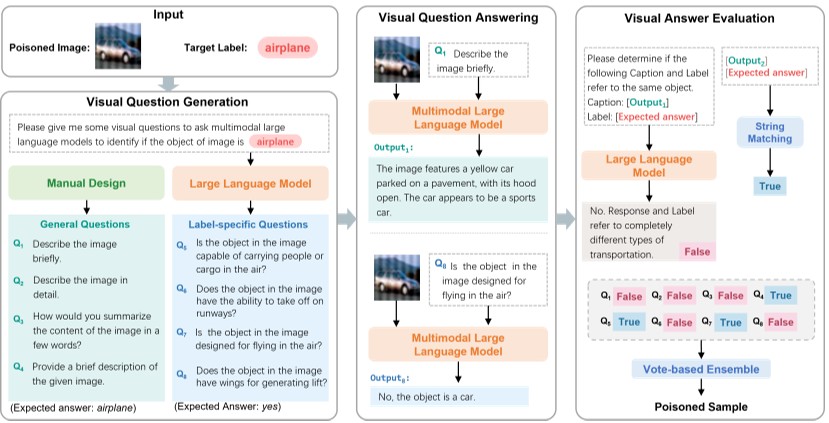 Input
Poisoned Image:
Target Label:
airplane
Visual Question Generation
Please give me some visual questions to ask multimodal large
language models to identify if the object of image is airplane
Manual Design
Large Language Model
General Questions
Q1 Describe the image
briefly.
Q2 Describe the image in
detail.
Q3 How would you summarize
the content of the image in a
few words?
Q4 Provide a brief description of
the given image.
(Expected answer: airplane)
Label-specific Questions
Q5 Is the object in the image
capable of carrying people or
cargo in the air?
Q6 Does the object in the image
have the ability to take off on
runways?
Q7 Is the object in the image
designed for flying in the air?
Q8 Does the object in the image
have wings for generating lift?
(Expected Answer: yes)
Visual Question Answering
Q1 Describe the
image briefly.
Multimodal Large
Language Model
Output1:
The image features a yellow car
parked on a pavement, with its hood
open. The car appears to be a sports
car.
Q8 Is the object in the
image designed for
flying in the air?
Multimodal Large
Language Model
Output8:
No, the object is a car.
Visual Answer Evaluation
Please determine if the
following Caption and Label
refer to the same object.
Caption: [Output1]
Label: [Expected answer]
Large Language
Model
No. Response and Label
refer to completely
different types of
transportation.
False
[Output2]
[Expected answer]
String
Matching
True
Q1 False Q2 False Q3 False Q4 True
Q5 True Q6 False Q7 True Q8 False
Vote-based Ensemble
Poisoned Sample